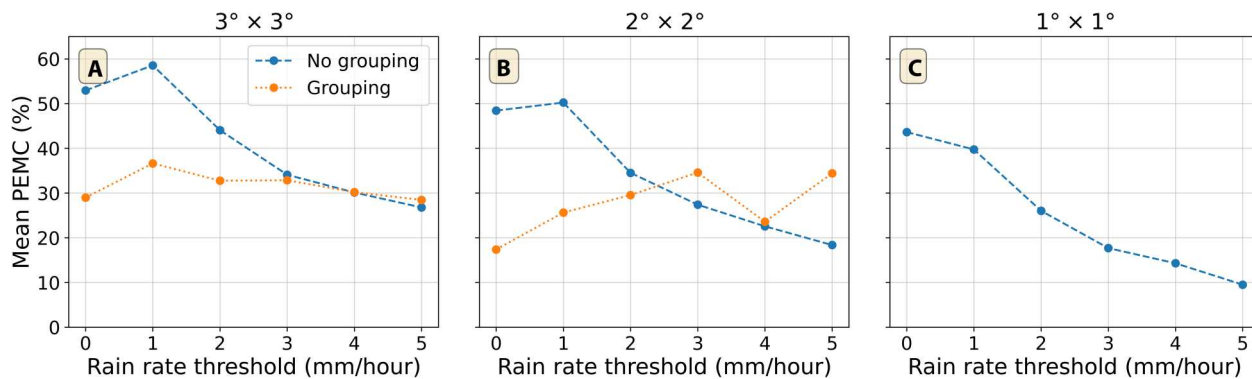 3° × 3°
2° × 2°
1° × 1°
A
No grouping
Grouping
B
C
Mean PEMC (%)
60
50
40
30
20
10
0
0 1 2 3 4 5
0 1 2 3 4 5
0 1 2 3 4 5
Rain rate threshold (mm/hour)
Rain rate threshold (mm/hour)
Rain rate threshold (mm/hour)